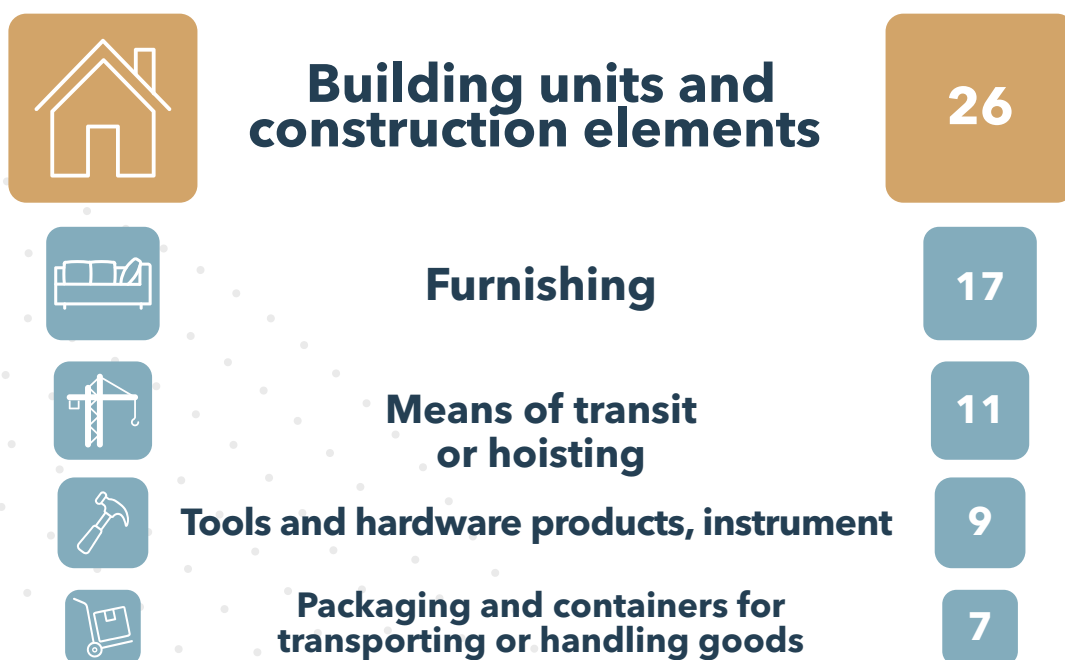 Building units and
construction elements
26
Furnishing
17
Means of transit
or hoisting
11
Tools and hardware products, instrument
9
Packaging and containers for
transporting or handling goods
7